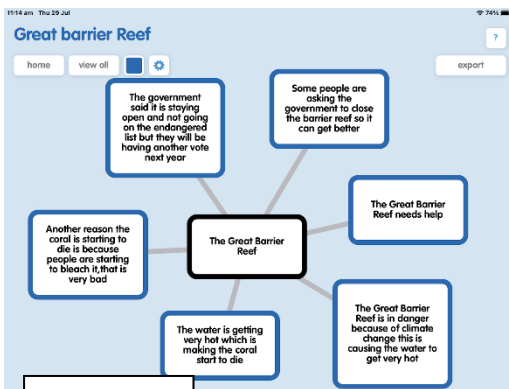 11:14 am Thu 29 Jul
74%
Great barrier Reef
?
home
view all
export
The government
said it is staying
open and not going
on the endangered
list but they will be
having another vote
next year
Some people are
asking the
government to close
the barrier reef so it
can get better
The Great Barrier
Reef needs help
Another reason the
coral is starting to
die is because
people are starting
to bleach it,that is
very bad
The Great Barrier
Reef
The water is getting
very hot which is
making the coral
start to die
The Great Barrier
Reef is in danger
because of climate
change this is
causing the water to
get very hot